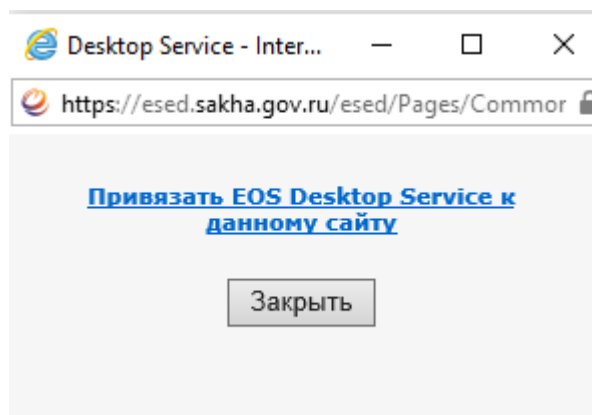 Desktop Service - Inter...
https://esed.sakha.gov.ru/esed/Pages/Commor
Привязать EOS Desktop Service к
данному сайту
Закрыть